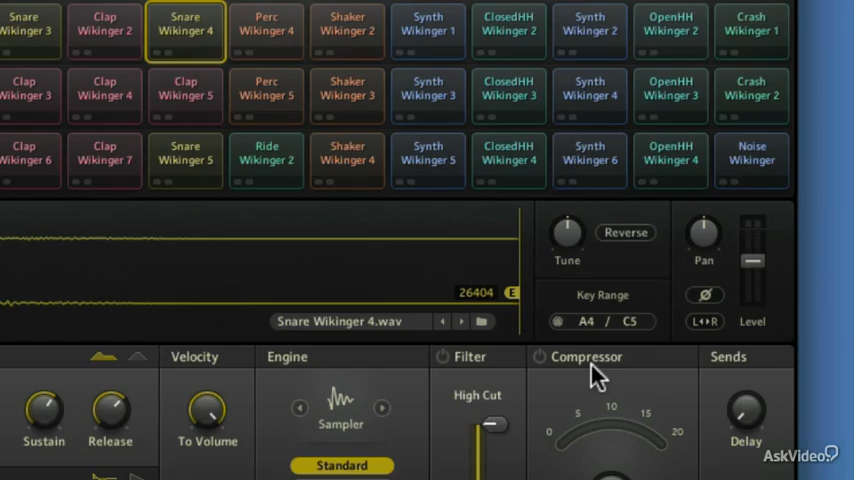 Snare
Wikinger 3
Clap
Wikinger 2
Snare
Wikinger 4
Perc
Wikinger 4
Shaker
Wikinger 2
Synth
Wikinger 1
ClosedHH
Wikinger 2
Synth
Wikinger 2
OpenHH
Wikinger 2
Crash
Wikinger 1
Clap
Wikinger 3
Clap
Wikinger 4
Clap
Wikinger 5
Perc
Wikinger 5
Shaker
Wikinger 3
Synth
Wikinger 3
ClosedHH
Wikinger 3
Synth
Wikinger 4
OpenHH
Wikinger 3
Crash
Wikinger 2
Clap
Wikinger 6
Clap
Wikinger 7
Snare
Wikinger 5
Ride
Wikinger 2
Shaker
Wikinger 4
Synth
Wikinger 5
ClosedHH
Wikinger 4
Synth
Wikinger 6
OpenHH
Wikinger 4
Noise
Wikinger
Tune
Reverse
Pan
26404 E
Key Range
Snare Wikinger 4.wav
A4 / C5
L R
Level
Velocity
Engine
Filter
Compressor
Sends
High Cut
0 5 10 15 20
Sustain
Release
To Volume
Sampler
Delay
Standard
AskVideo